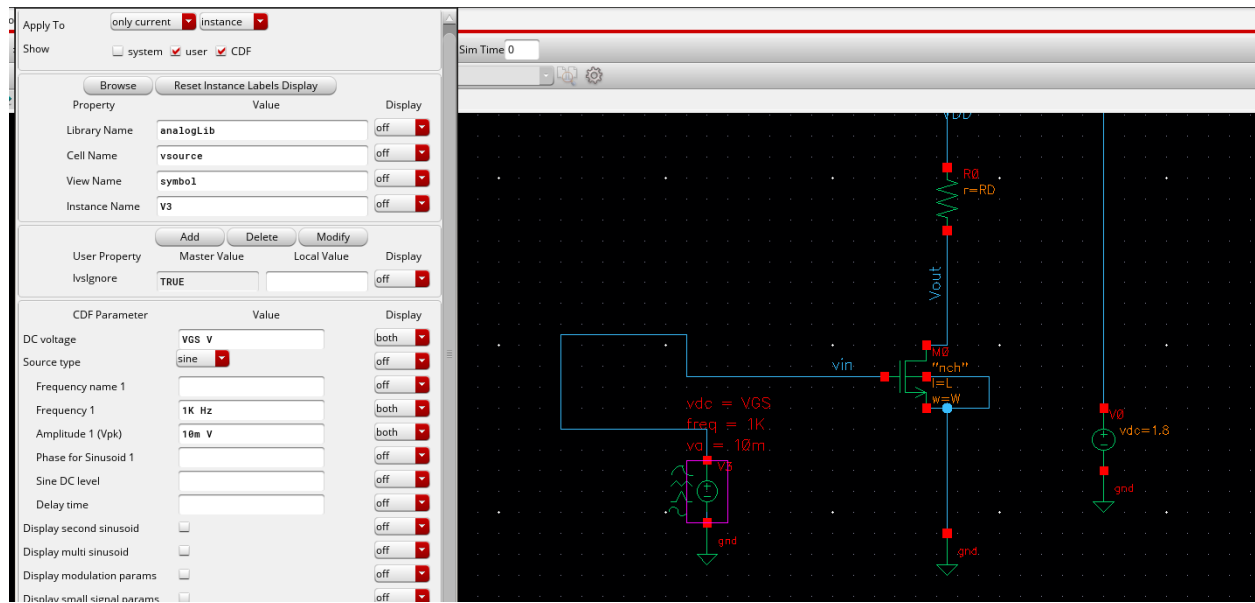 Apply To only current instance
Show system user CDF
Browse Reset Instance Labels Display
Property Value Display
Library Name analogLib off
Cell Name vsource off
View Name symbol off
Instance Name V3 off
Add Delete Modify
User Property Master Value Local Value Display
lvsIgnore TRUE off
CDF Parameter Value Display
DC voltage VGS V both
Source type sine off
Frequency name 1 off
Frequency 1 1K Hz both
Amplitude 1 (Vpk) 10m V both
Phase for Sinusoid 1 off
Sine DC level off
Delay time off
Display second sinusoid off
Display multi sinusoid off
Display modulation params off
Display small signal params off
Sim Time 0
VDD
R0
r=RD
Vout
vin
M0
"nch"
l=L
w=W
vdc = VGS
freq = 1K
va = 10m
V3
gnd
gnd
V0
vdc=1.8
gnd